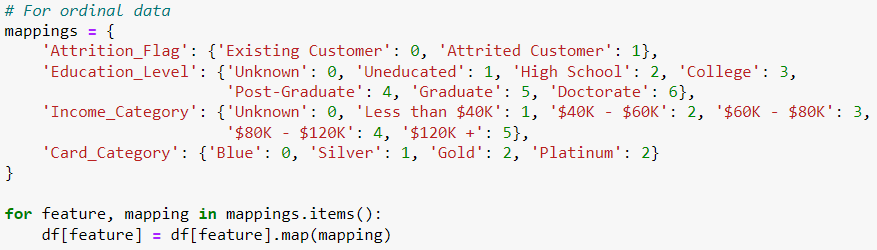 # For ordinal data
mappings = {
    'Attrition_Flag': {'Existing Customer': 0, 'Attrited Customer': 1},
    'Education_Level': {'Unknown': 0, 'Uneducated': 1, 'High School': 2, 'College': 3,
                        'Post-Graduate': 4, 'Graduate': 5, 'Doctorate': 6},
    'Income_Category': {'Unknown': 0, 'Less than $40K': 1, '$40K - $60K': 2, '$60K - $80K': 3,
                        '$80K - $120K': 4, '$120K +': 5},
    'Card_Category': {'Blue': 0, 'Silver': 1, 'Gold': 2, 'Platinum': 2}
}
for feature, mapping in mappings.items():
    df[feature] = df[feature].map(mapping)